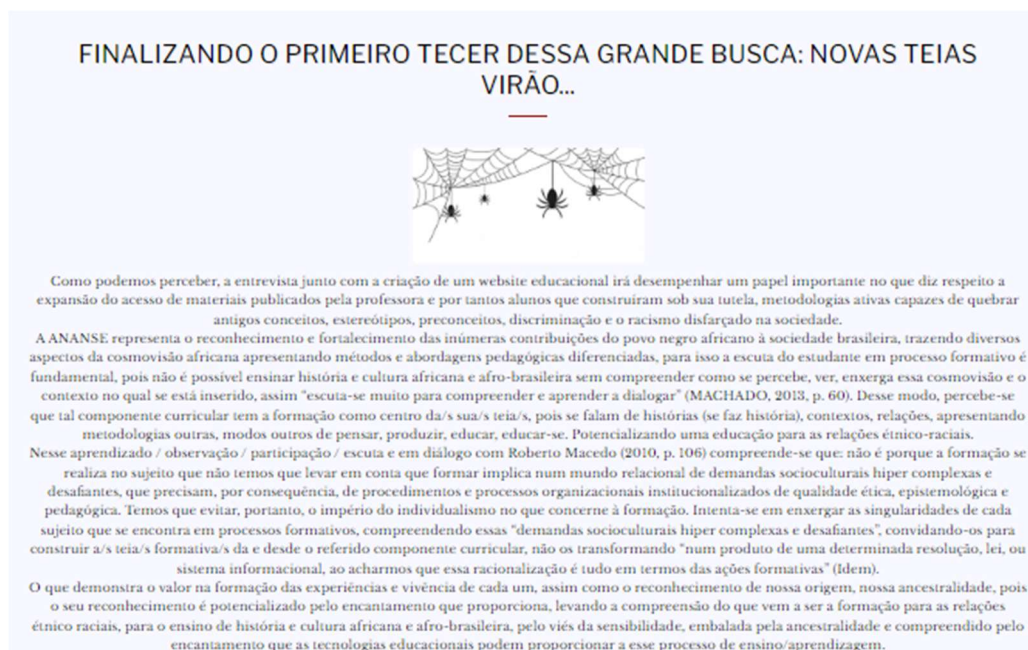 FINALIZANDO O PRIMEIRO TECER DESSA GRANDE BUSCA: NOVAS TEIAS
VIRÃO...
Como podemos perceber, a entrevista junto com a criação de um website educacional irá desempenhar um papel importante no que diz respeito a
expansão do acesso de materiais publicados pela professora e por tantos alunos que construíram sob sua tutela, metodologias ativas capazes de quebrar
antigos conceitos, estereótipos, preconceitos, discriminação e o racismo disfarçado na sociedade.
A ANANSE representa o reconhecimento e fortalecimento das inúmeras contribuições do povo negro africano à sociedade brasileira, trazendo diversos
aspectos da cosmovisão africana apresentando métodos e abordagens pedagógicas diferenciadas, para isso a escuta do estudante em processo formativo é
fundamental, pois não é possível ensinar história e cultura africana e afro-brasileira sem compreender como se percebe, ver, enxerga essa cosmovisão e o
contexto no qual se está inserido, assim "escuta-se muito para compreender e aprender a dialogar" (MACHADO, 2013, p. 60). Desse modo, percebe-se
que tal componente curricular tem a formação como centro da/s sua/s teia/s, pois se falam de histórias (se faz história), contextos, relações, apresentando
metodologias outras, modos outros de pensar, produzir, educar, educar-se. Potencializando uma educação para as relações étnico-raciais.
Nesse aprendizado / observação / participação / escuta e em diálogo com Roberto Macedo (2010, p. 106) compreende-se que: não é porque a formação se
realiza no sujeito que não temos que levar em conta que formar implica num mundo relacional de demandas socioculturais hiper complexas e
desafiantes, que precisam, por consequência, de procedimentos e processos organizacionais institucionalizados de qualidade ética, epistemológica e
pedagógica. Temos que evitar, portanto, o império do individualismo no que concerne à formação. Intenta-se em enxergar as singularidades de cada
sujeito que se encontra em processos formativos, compreendendo essas "demandas socioculturais hiper complexas e desafiantes", convidando-os para
construir a/s teia/s formativa/s da e desde o referido componente curricular, não os transformando "num produto de uma determinada resolução, lei, ou
sistema informacional, ao acharmos que essa racionalização é tudo em termos das ações formativas" (Idem).
O que demonstra o valor na formação das experiências e vivência de cada um, assim como o reconhecimento de nossa origem, nossa ancestralidade, pois
o seu reconhecimento é potencializado pelo encantamento que proporciona, levando a compreensão do que vem a ser a formação para as relações
étnico raciais, para o ensino de história e cultura africana e afro-brasileira, pelo viés da sensibilidade, embalada pela ancestralidade e compreendido pelo
encantamento que as tecnologias educacionais podem proporcionar a esse processo de ensino/aprendizagem.